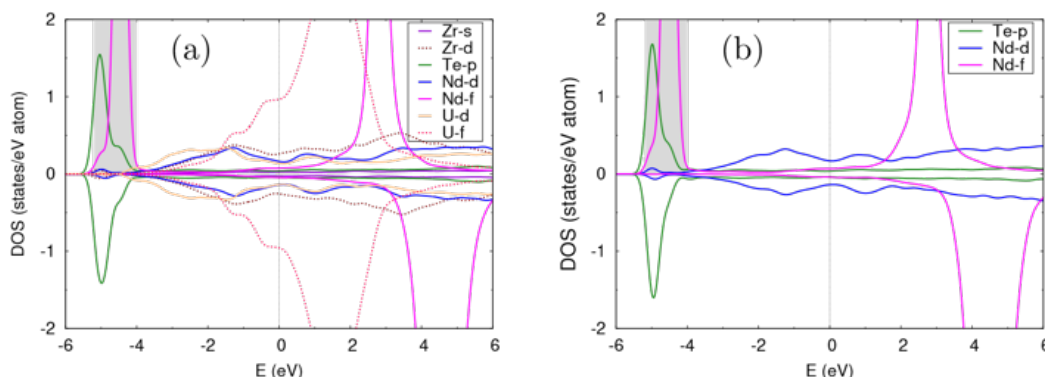 (a)
DOS (states/eV atom)
2
1
0
-1
-2
-6
-4
-2
0
2
4
6
E (eV)
Zr-s
Zr-d
Te-p
Nd-d
Nd-f
U-d
U-f
(b)
DOS (states/eV atom)
2
1
0
-1
-2
-6
-4
-2
0
2
4
6
E (eV)
Te-p
Nd-d
Nd-f